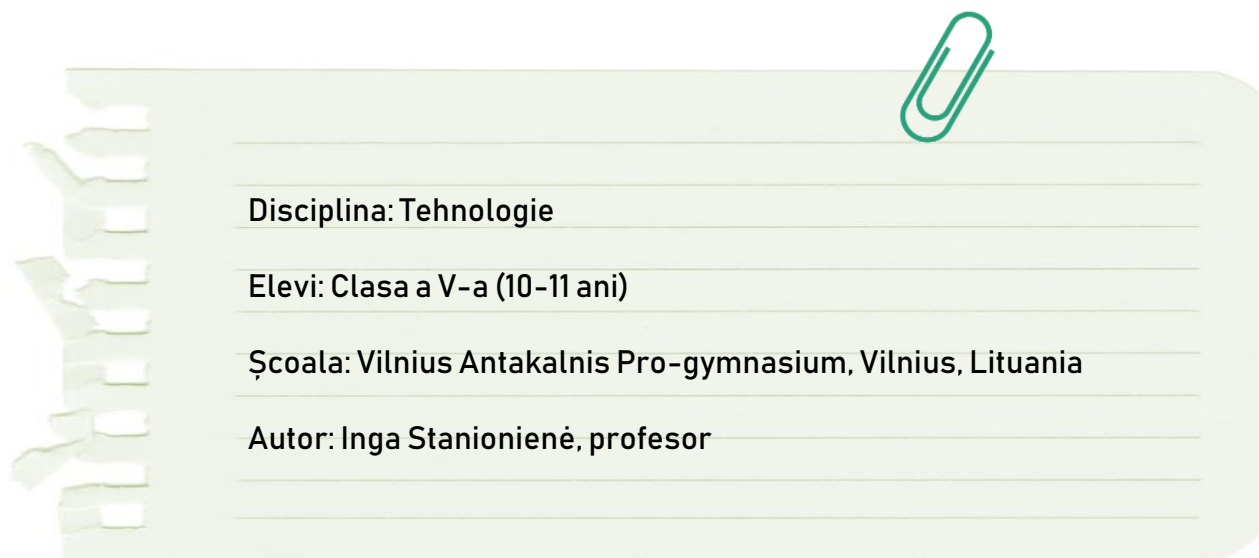 Disciplina: Tehnologie
Elevi: Clasa a V-a (10-11 ani)
Școala: Vilnius Antakalnis Pro-gymnasium, Vilnius, Lituania
Autor: Inga Stanionienė, profesor